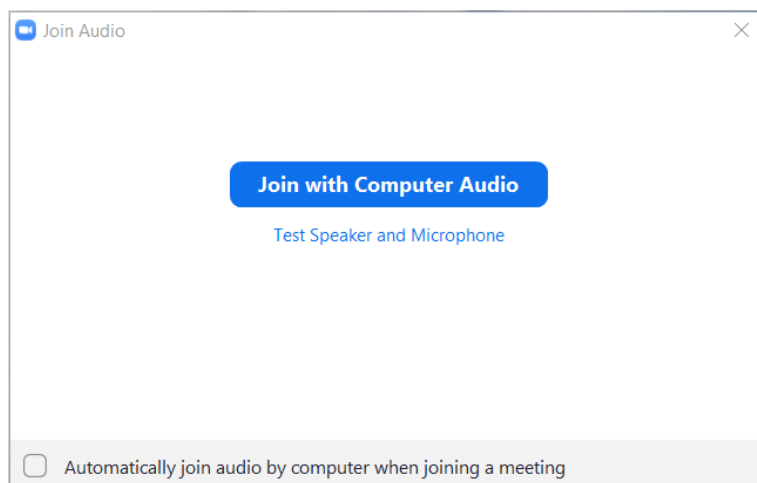 Join Audio
Join with Computer Audio
Test Speaker and Microphone
Automatically join audio by computer when joining a meeting